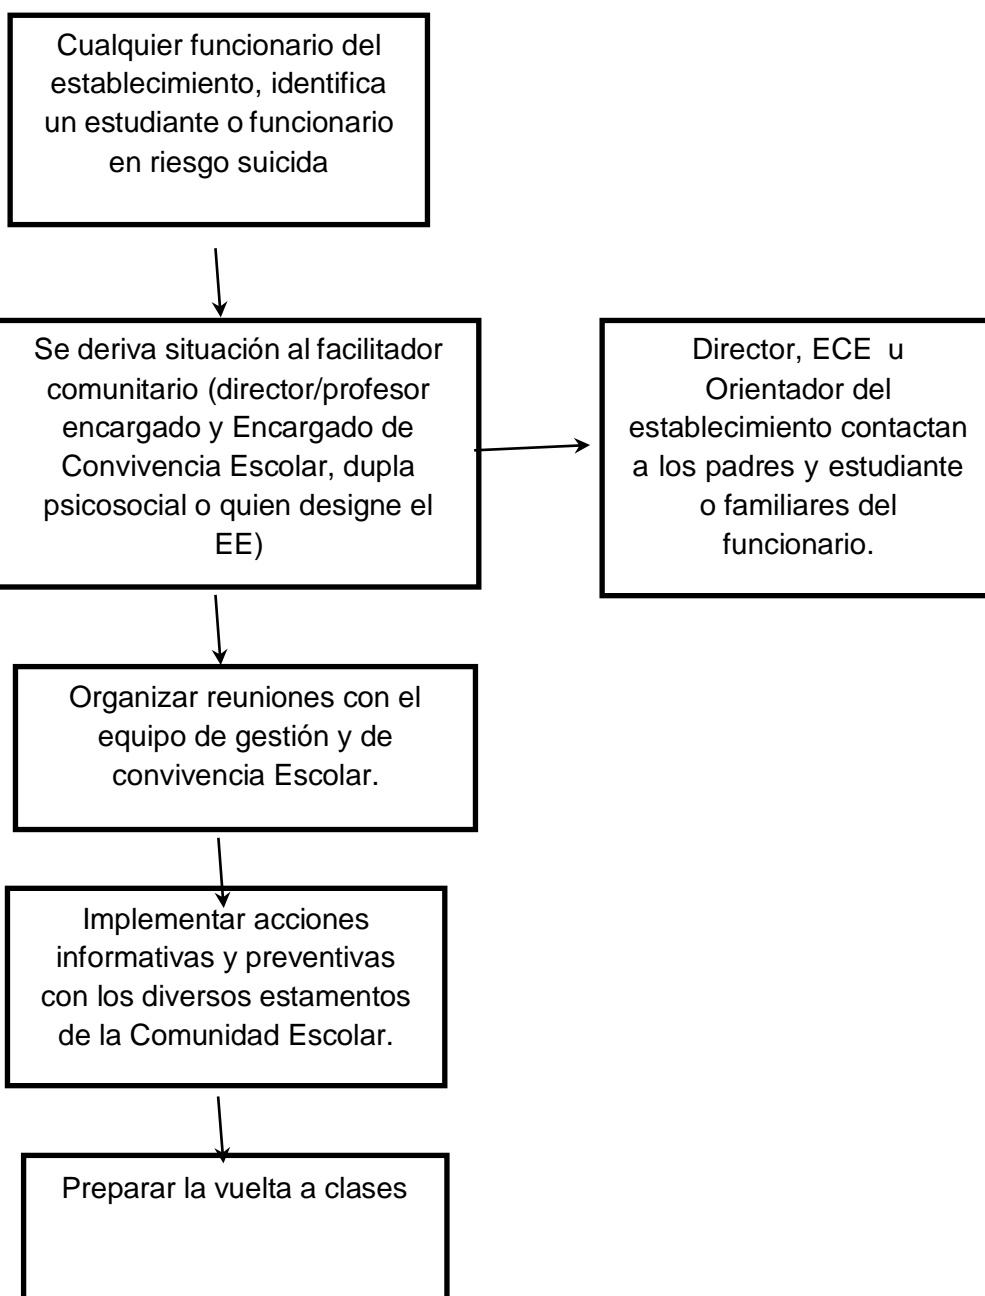 Cualquier funcionario del
establecimiento, identifica
un estudiante o funcionario
en riesgo suicida
Se deriva situación al facilitador
comunitario (director/profesor
encargado y Encargado de
Convivencia Escolar, dupla
psicosocial o quien designe el
EE)
Director, ECE u
Orientador del
establecimiento contactan
a los padres y estudiante
o familiares del
funcionario.
Organizar reuniones con el
equipo de gestión y de
convivencia Escolar.
Implementar acciones
informativas y preventivas
con los diversos estamentos
de la Comunidad Escolar.
Preparar la vuelta a clases